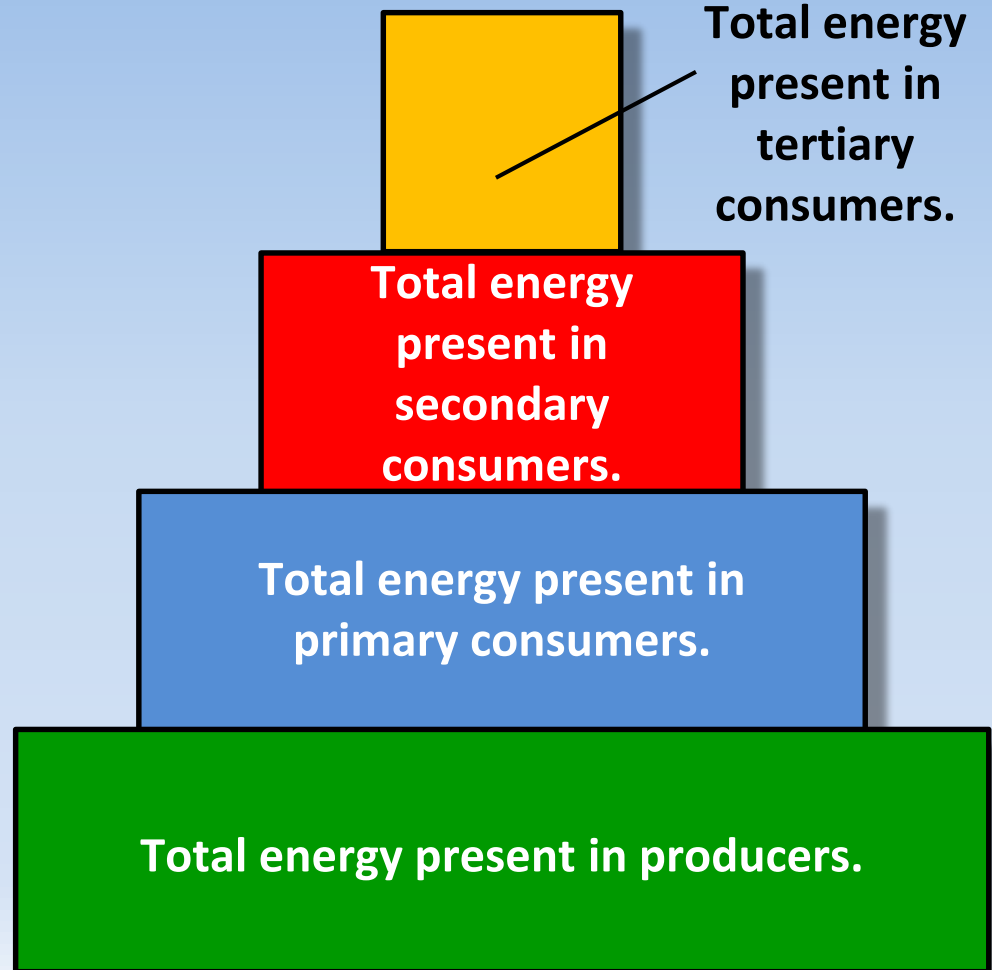 Total energy
present in
tertiary
consumers.
Total energy
present in
secondary
consumers.
Total energy present in
primary consumers.
Total energy present in producers.